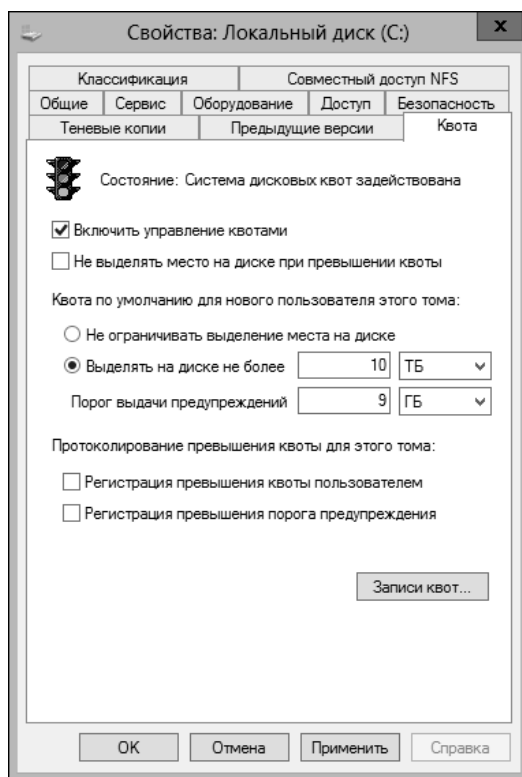 Свойства: Локальный диск (C:) x
Классификация Совместный доступ NFS
Общие Сервис Оборудование Доступ Безопасность
Теневые копии Предыдущие версии Квота
Состояние: Система дисковых квот задействована
Включить управление квотами
Не выделять место на диске при превышении квоты
Квота по умолчанию для нового пользователя этого тома:
Не ограничивать выделение места на диске
Выделять на диске не более 10 ТБ
Порог выдачи предупреждений 9 ГБ
Протоколирование превышения квоты для этого тома:
Регистрация превышения квоты пользователем
Регистрация превышения порога предупреждения
Записи квот...
OK Отмена Применить Справка